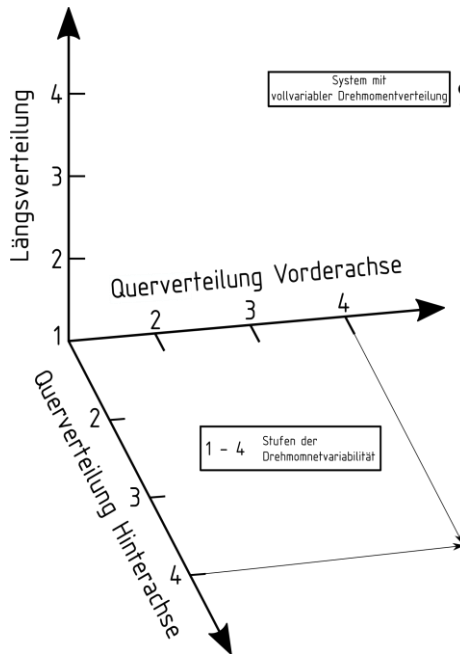 Längsverteilung
4
3
2
1
System mit
vollvariabler Drehmomentverteilung
Querverteilung Vorderachse
2
3
4
Querverteilung Hinterachse
2
3
4
1 - 4
Stufen der
Drehmomnetvariabilität